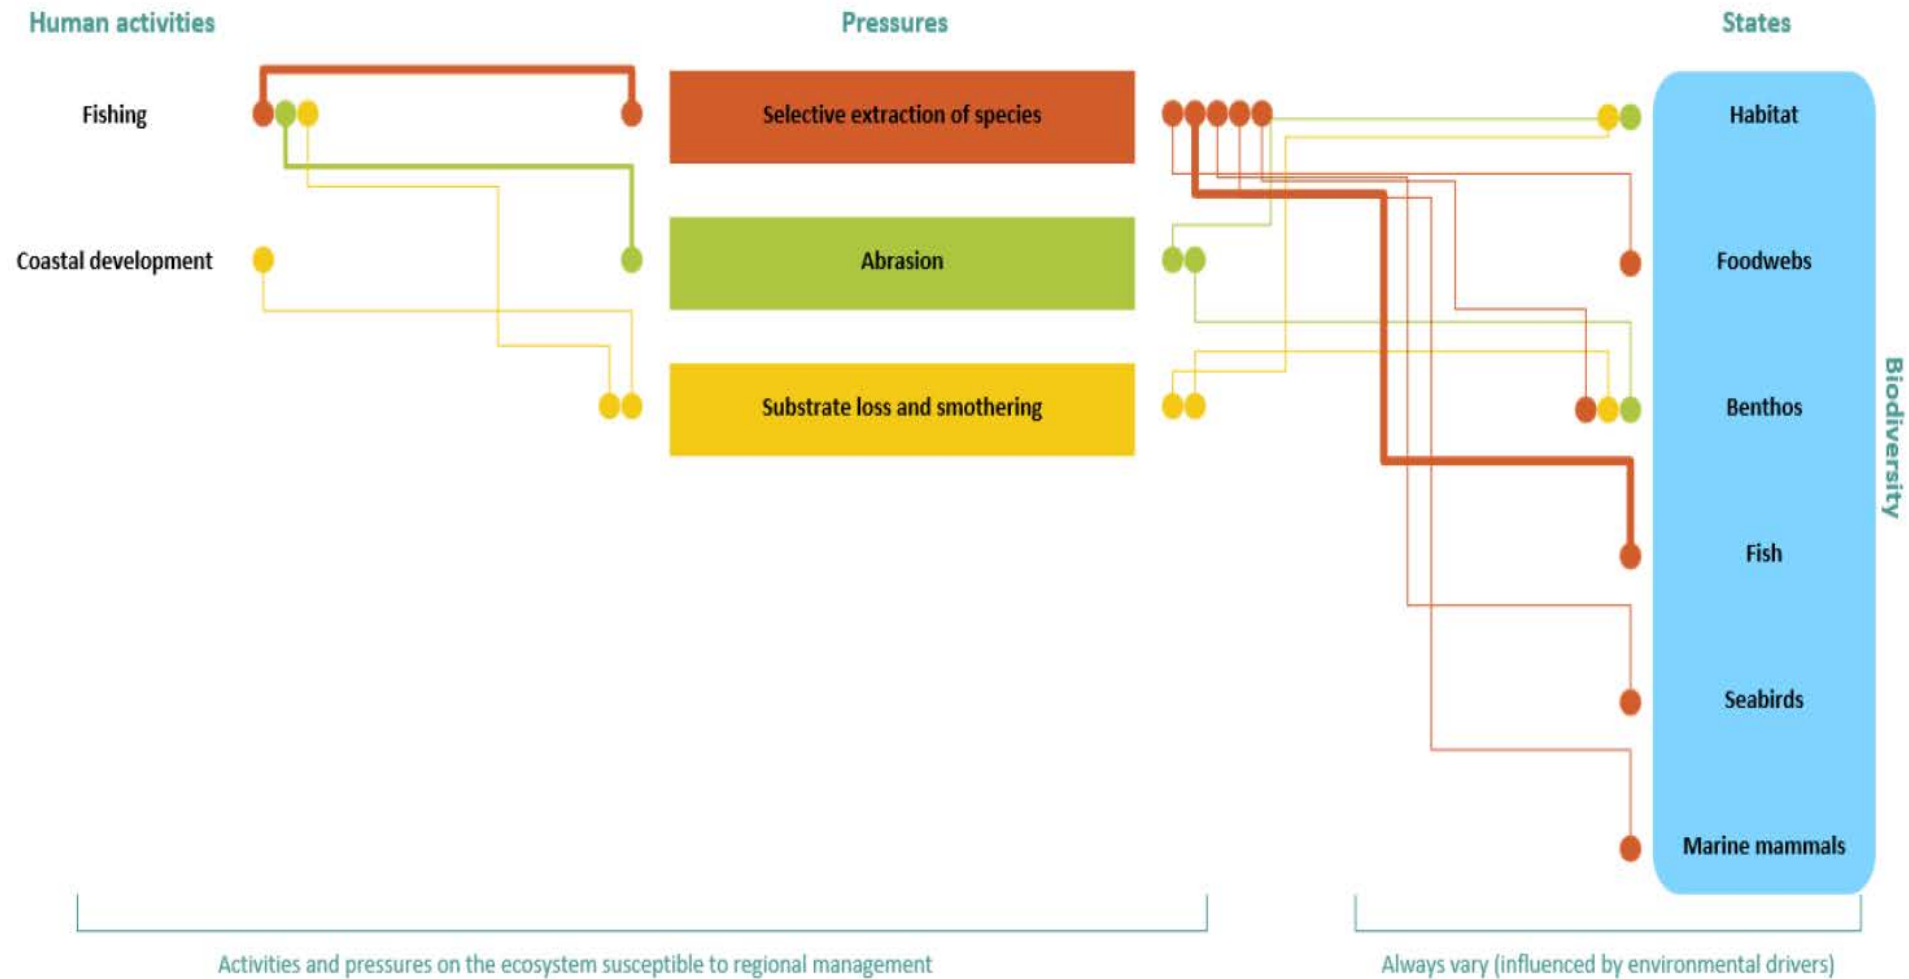 Human activities
Pressures
States
Fishing
Selective extraction of species
Habitat
Coastal development
Abrasion
Foodwebs
Substrate loss and smothering
Benthos
Biodiversity
Fish
Seabirds
Marine mammals
Activities and pressures on the ecosystem susceptible to regional management
Always vary (influenced by environmental drivers)